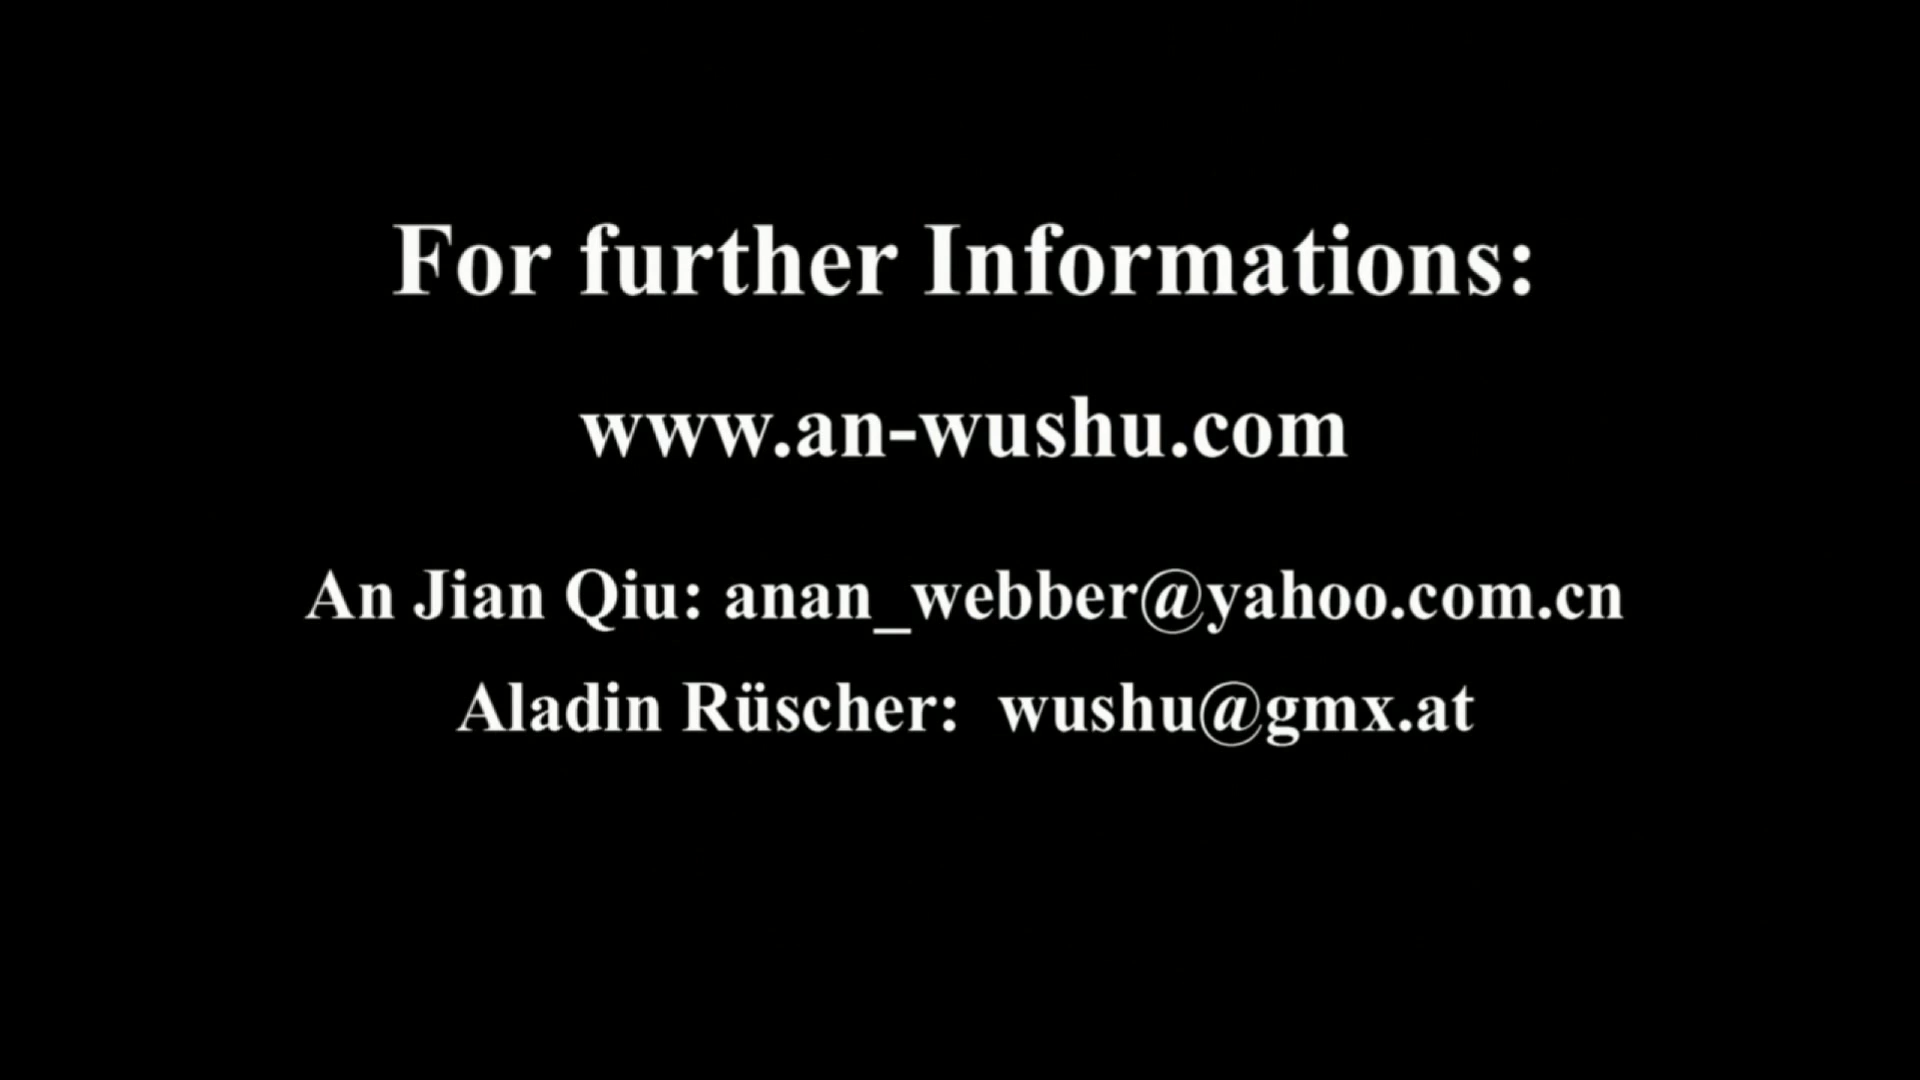 For further Informations:
www.an-wushu.com
An Jian Qiu: anan_webber@yahoo.com.cn
Aladin Rüscher: wushu@gmx.at